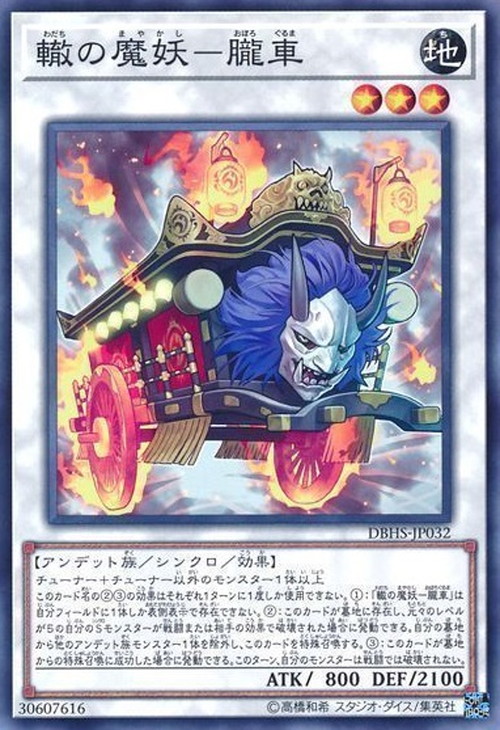 轍の魔妖－朧車
地
DBHS-JP032
【アンデット族／シンクロ／効果】
チューナー＋チューナー以外のモンスター1体以上
このカード名の②③の効果はそれぞれ1ターンに1度しか使用できない。①：「轍の魔妖－朧車」は
自分フィールドに1体しか表側表示で存在できない。②：このカードが墓地に存在し、元々のレベル
が5の自分のSモンスターが戦闘または相手の効果で破壊された場合に発動できる。自分の墓地
から他のアンデット族モンスター1体を除外し、このカードを特殊召喚する。③：このカードが墓地
からの特殊召喚に成功した場合に発動できる。このターン、自分のモンスターは戦闘では破壊されない。
ATK/ 800 DEF/2100
30607616
©高橋和希 スタジオ・ダイス/集英社